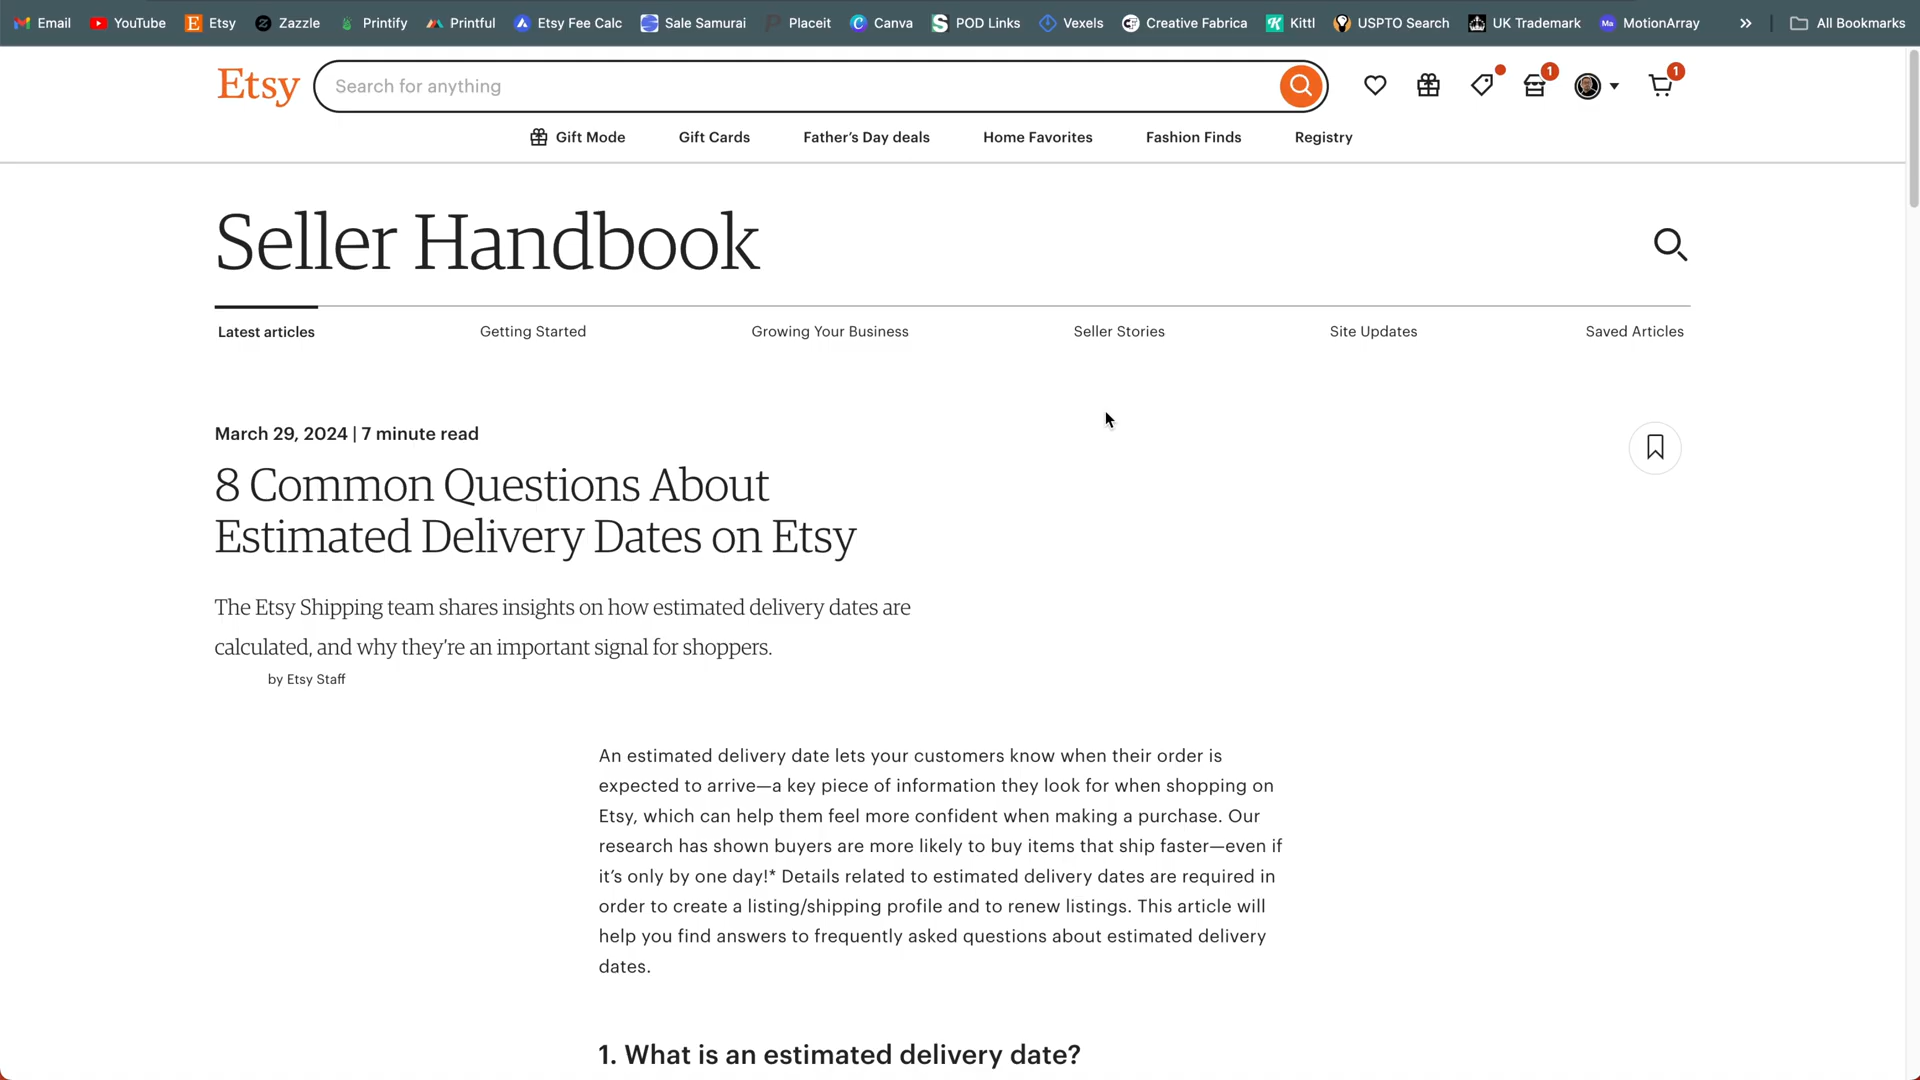 Email YouTube Etsy Zazzle Printify Printful Etsy Fee Calc Sale Samurai Placeit Canva POD Links Vexels Creative Fabrica Kittl USPTO Search UK Trademark MotionArray » All Bookmarks
Etsy Search for anything 1 1
Gift Mode Gift Cards Father's Day deals Home Favorites Fashion Finds Registry
Seller Handbook
Latest articles Getting Started Growing Your Business Seller Stories Site Updates Saved Articles
March 29, 2024 | 7 minute read
8 Common Questions About
Estimated Delivery Dates on Etsy
The Etsy Shipping team shares insights on how estimated delivery dates are
calculated, and why they’re an important signal for shoppers.
by Etsy Staff
An estimated delivery date lets your customers know when their order is
expected to arrive—a key piece of information they look for when shopping on
Etsy, which can help them feel more confident when making a purchase. Our
research has shown buyers are more likely to buy items that ship faster—even if
it’s only by one day!* Details related to estimated delivery dates are required in
order to create a listing/shipping profile and to renew listings. This article will
help you find answers to frequently asked questions about estimated delivery
dates.
1. What is an estimated delivery date?